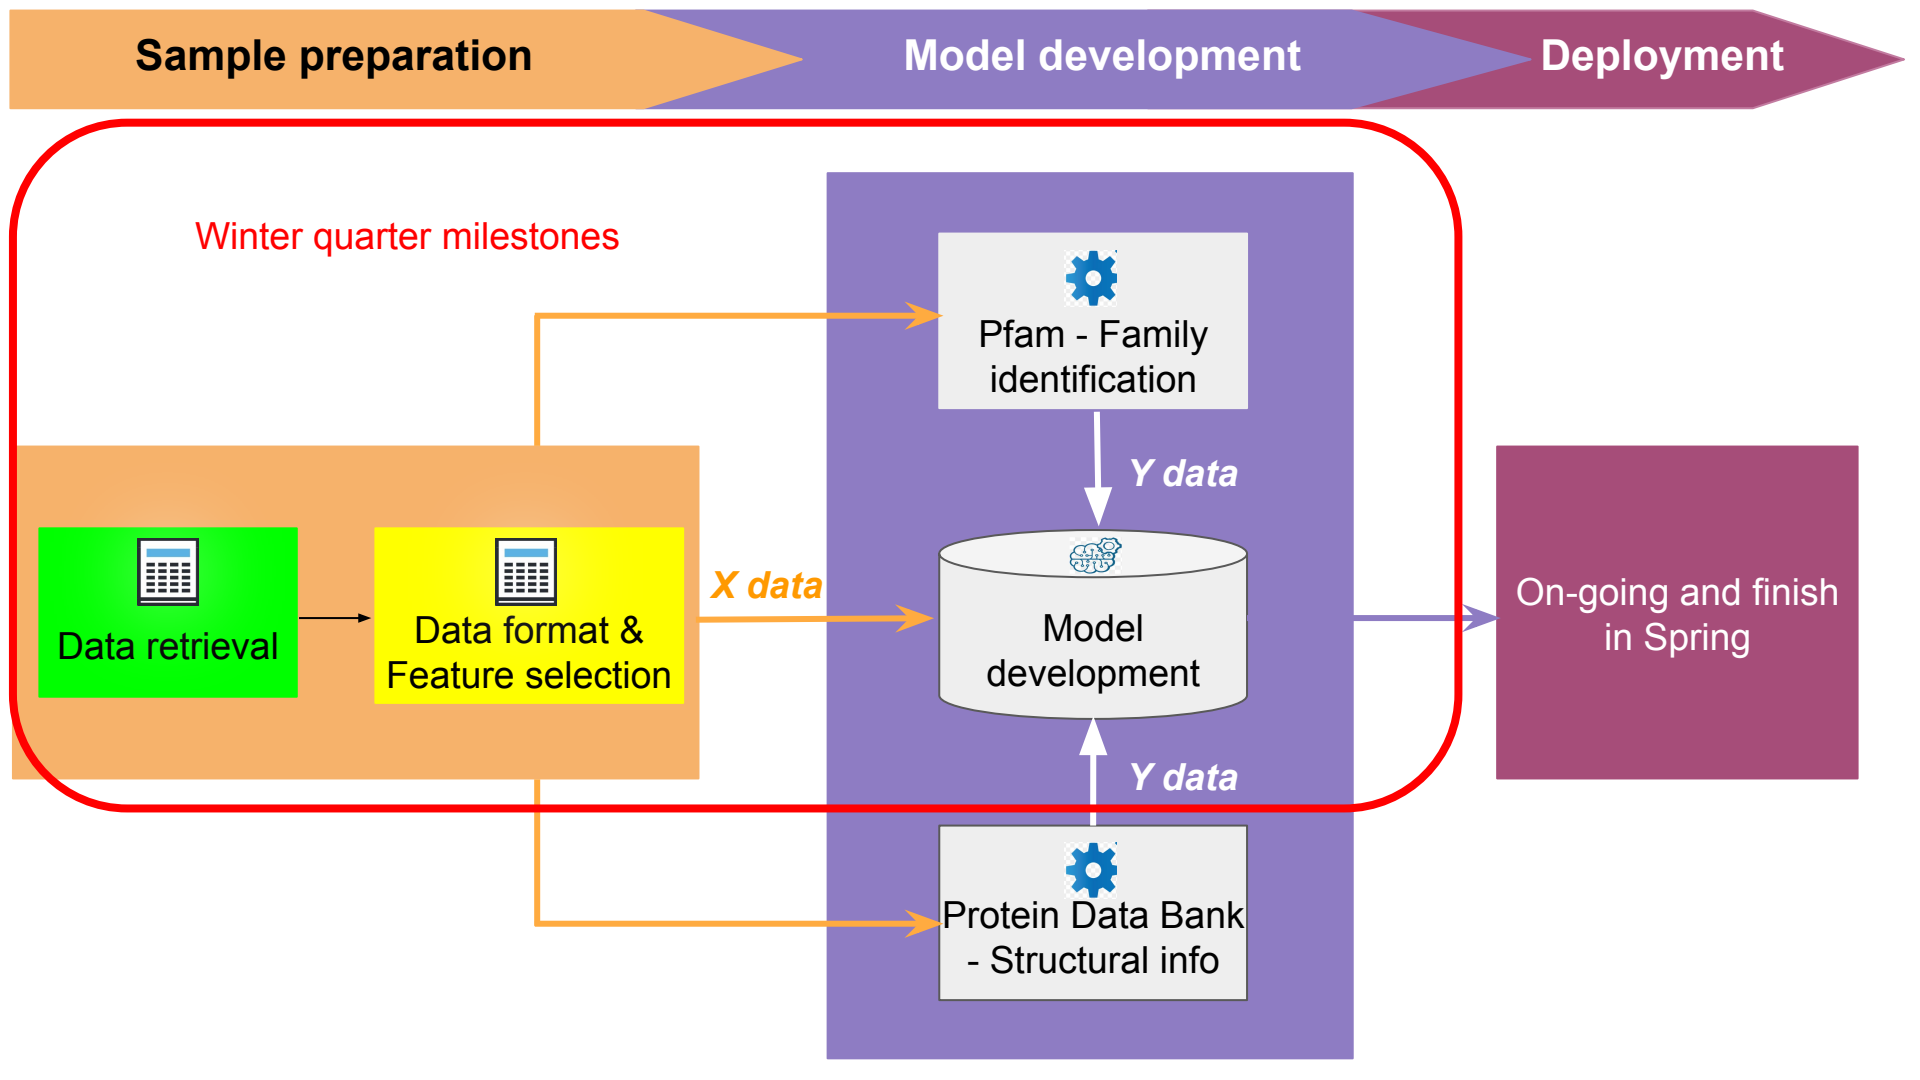 Sample preparation
Model development
Deployment
Winter quarter milestones
Pfam - Family
identification
Y data
Data retrieval
Data format &
Feature selection
X data
Model
development
On-going and finish
in Spring
Y data
Protein Data Bank
- Structural info